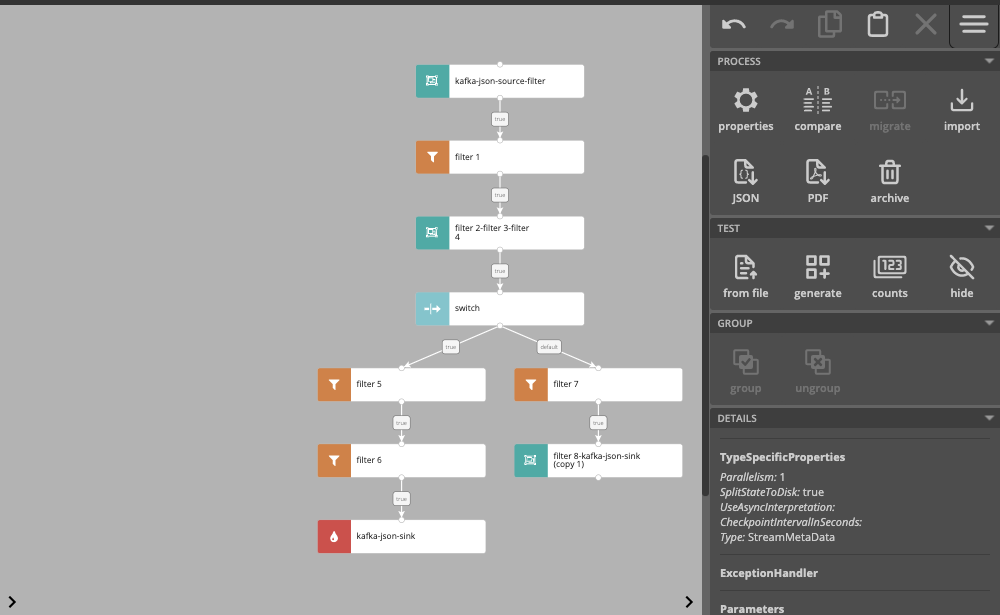 kafka-json-source-filter
true
filter 1
true
filter 2-filter 3-filter
4
true
switch
true
default
filter 5
filter 7
true
true
filter 6
filter 8-kafka-json-sink
(copy 1)
true
kafka-json-sink
PROCESS
A B
properties
compare
migrate
import
{}
JSON
PDF
archive
TEST
123
from file
generate
counts
hide
GROUP
group
ungroup
DETAILS
TypeSpecificProperties
Parallelism: 1
SplitStateToDisk: true
UseAsyncInterpretation:
CheckpointIntervalInSeconds:
Type: StreamMetaData
ExceptionHandler
Parameters